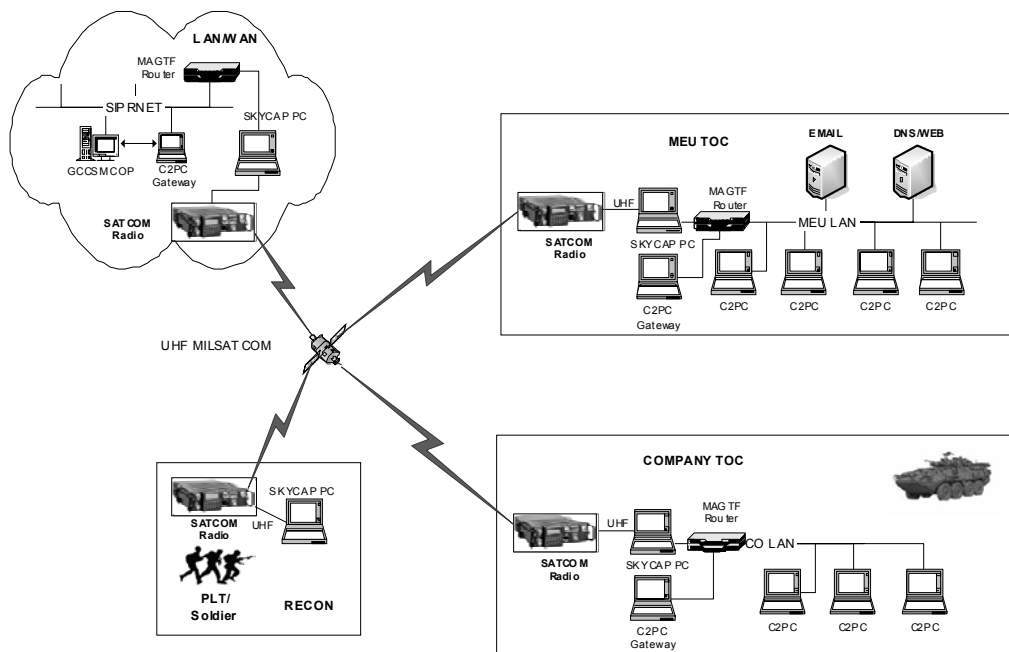 LAN/WAN
MAGTF
Router
SIPRNET
SKYCAP PC
GCCSMCOP
C2PC
Gateway
SATCOM
Radio
UHF MILSATCOM
MEU TOC
EMAIL
DNS/WEB
UHF
MAGTF
Router
MEU LAN
SATCOM
Radio
SKYCAP PC
C2PC
Gateway
C2PC
C2PC
C2PC
C2PC
SKYCAP PC
SATCOM
Radio
UHF
PLT/
Soldier
RECON
COMPANY TOC
UHF
MAGTF
Router
CO LAN
SATCOM
Radio
SKYCAP PC
C2PC
Gateway
C2PC
C2PC
C2PC